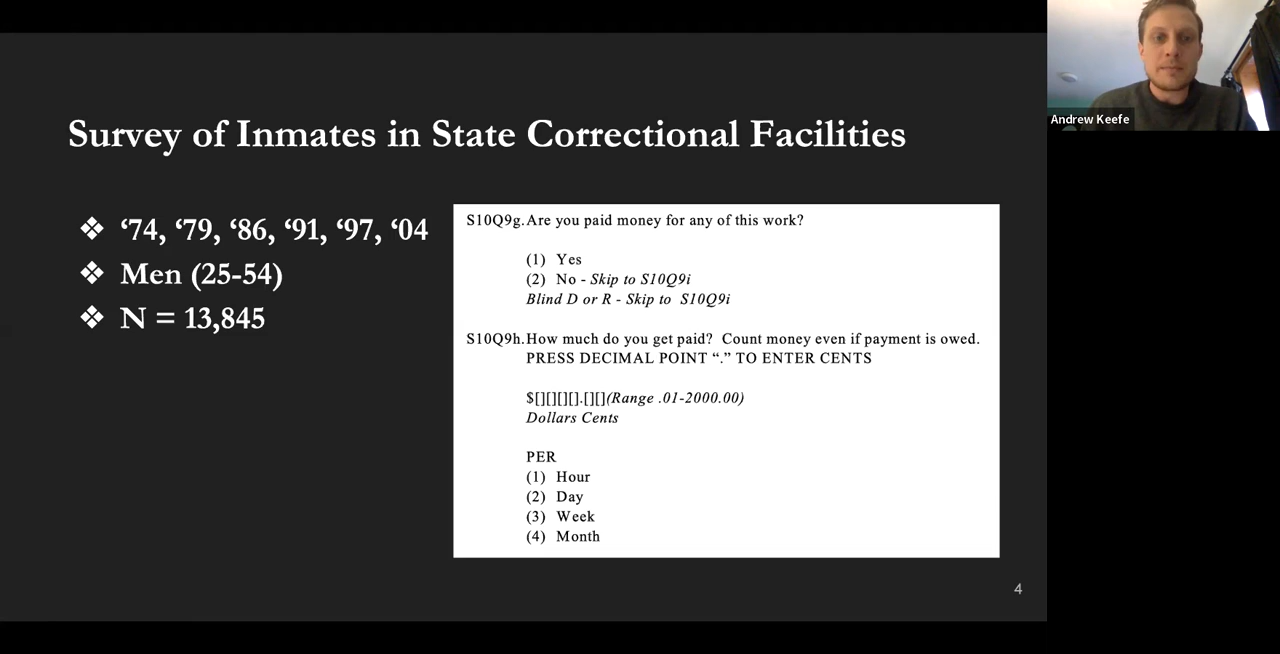 Survey of Inmates in State Correctional Facilities
❖ ‘74, ‘79, ‘86, ‘91, ‘97, ‘04
❖ Men (25-54)
❖ N = 13,845
S10Q9g. Are you paid money for any of this work?
(1) Yes
(2) No - Skip to S10Q9i
Blind D or R - Skip to S10Q9i
S10Q9h. How much do you get paid? Count money even if payment is owed.
PRESS DECIMAL POINT “.” TO ENTER CENTS
$[][][][].[][](Range .01-2000.00)
Dollars Cents
PER
(1) Hour
(2) Day
(3) Week
(4) Month
4
Andrew Keefe